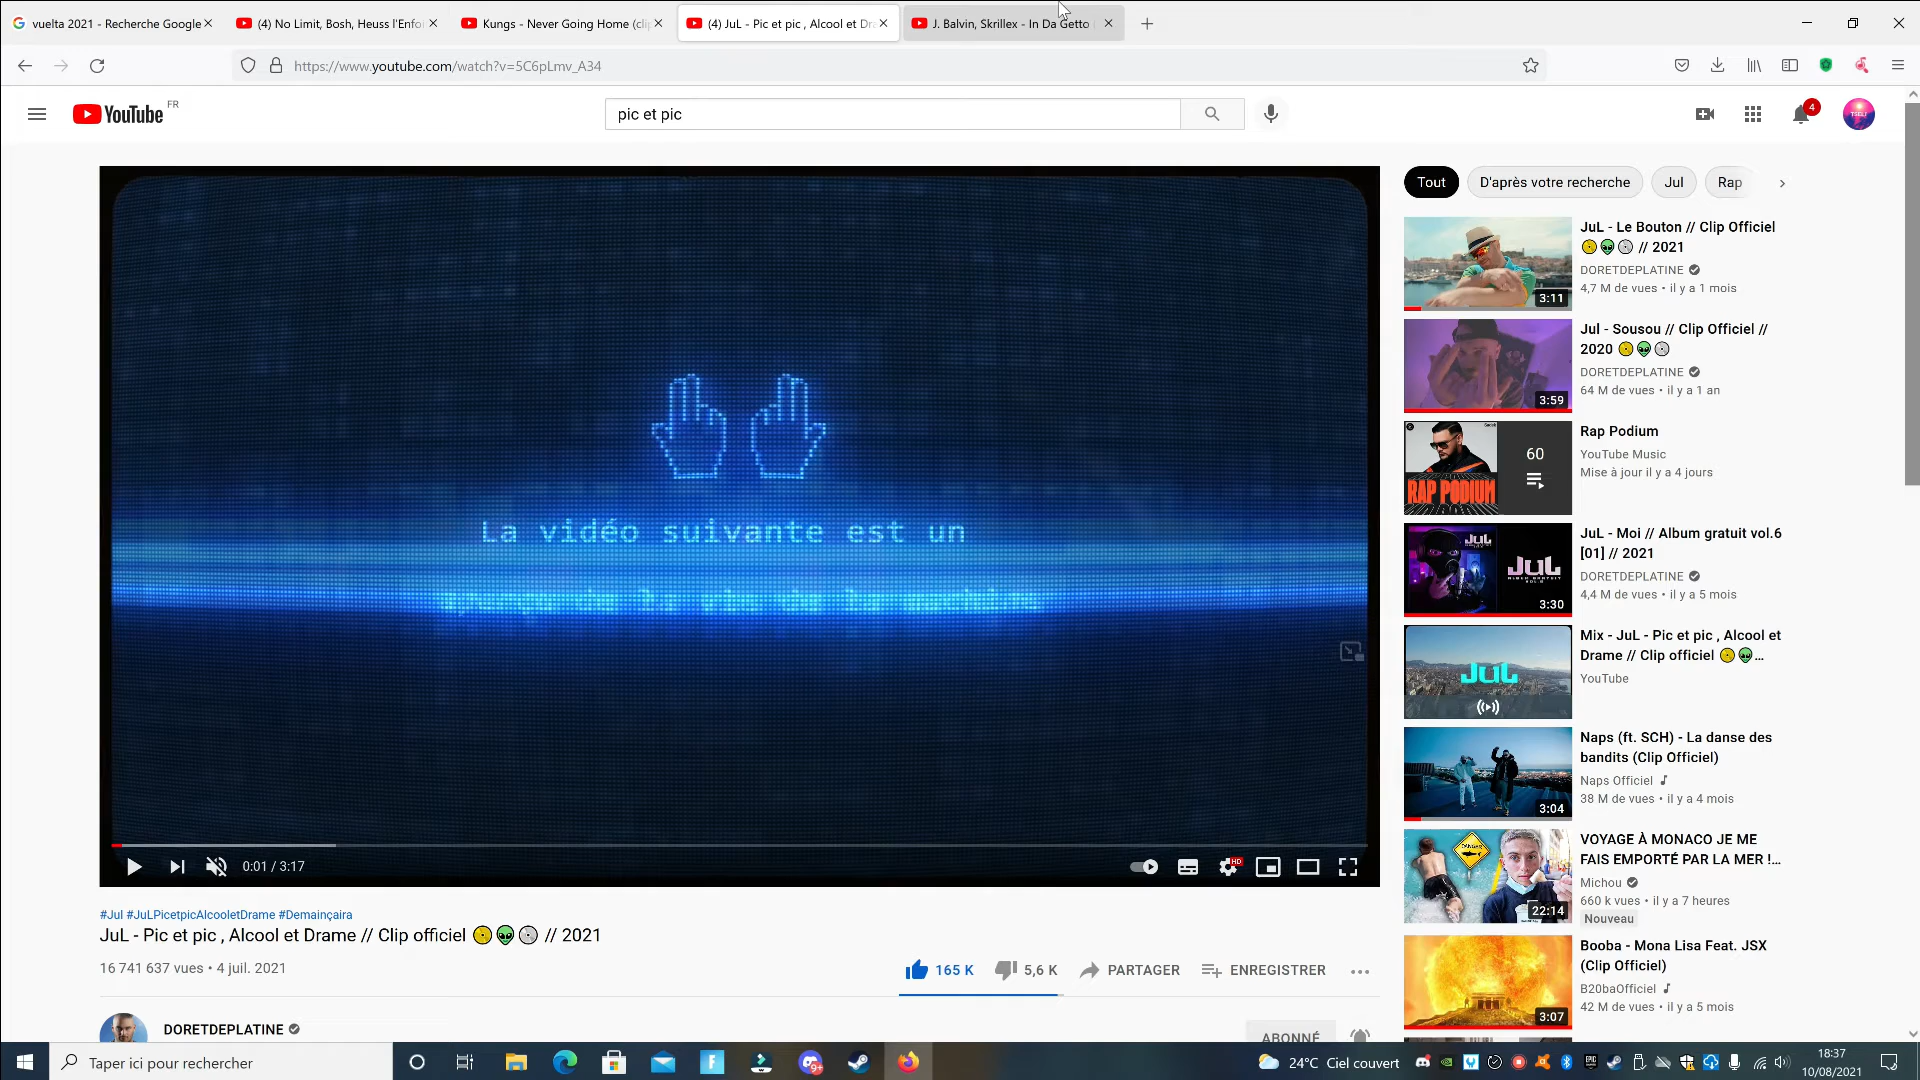 vuelta 2021 - Recherche Google
(4) No Limit, Bosh, Heuss l'Enfo
Kungs - Never Going Home (cli
(4) JuL - Pic et pic , Alcool et Dr
J. Balvin, Skrillex - In Da Getto
https://www.youtube.com/watch?v=5C6pLmv_A34
YouTube FR
pic et pic
4
La vidéo suivante est un
0:01 / 3:17
HD
#Jul #JuLPicetpicAlcooletDrame #Demainçaira
JuL - Pic et pic , Alcool et Drame // Clip officiel // 2021
16 741 637 vues • 4 juil. 2021
165 K
5,6 K
PARTAGER
ENREGISTRER
DORETDEPLATINE
ABONNÉ
Tout
D'après votre recherche
Jul
Rap
3:11
JuL - Le Bouton // Clip Officiel
// 2021
DORETDEPLATINE
4,7 M de vues • il y a 1 mois
3:59
Jul - Sousou // Clip Officiel //
2020
DORETDEPLATINE
64 M de vues • il y a 1 an
RAP PODIUM
60
Rap Podium
YouTube Music
Mise à jour il y a 4 jours
JUL
JUL
3:30
JuL - Moi // Album gratuit vol.6
[01] // 2021
DORETDEPLATINE
4,4 M de vues • il y a 5 mois
JUL
Mix - JuL - Pic et pic , Alcool et
Drame // Clip officiel ...
YouTube
3:04
Naps (ft. SCH) - La danse des
bandits (Clip Officiel)
Naps Officiel
38 M de vues • il y a 4 mois
DANGER
22:14
VOYAGE À MONACO JE ME
FAIS EMPORTÉ PAR LA MER !...
Michou
660 k vues • il y a 7 heures
Nouveau
3:07
Booba - Mona Lisa Feat. JSX
(Clip Officiel)
B20baOfficiel
42 M de vues • il y a 5 mois
Taper ici pour rechercher
9+
24°C Ciel couvert
18:37
10/08/2021